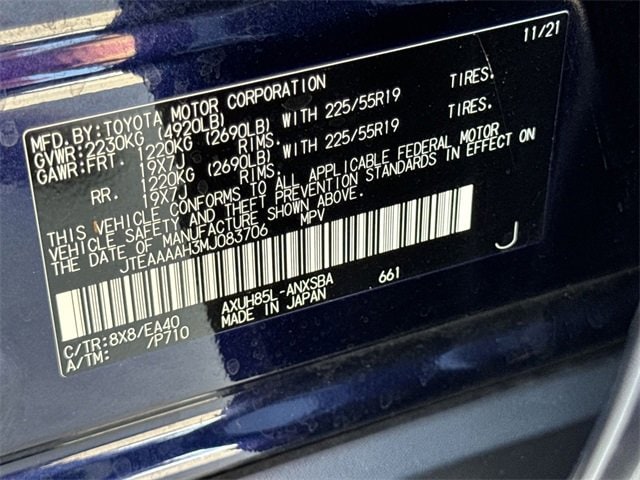 11/21
MFD.BY:TOYOTA MOTOR CORPORATION
GVWR:2230KG (4920LB)
GAWR:FRT. 1220KG (2690LB) WITH 225/55R19 TIRES.
19X7J RIMS.
RR. 1220KG (2690LB) WITH 225/55R19 TIRES.
19X7J RIMS.
THIS VEHICLE CONFORMS TO ALL APPLICABLE FEDERAL MOTOR
VEHICLE SAFETY AND THEFT PREVENTION STANDARDS IN EFFECT ON
THE DATE OF MANUFACTURE SHOWN ABOVE.
JTEAAAAH3MJ083706 MPV
J
C/TR:8X8/EA40 AXUH85L-ANXSBA 661
A/TM: /P710 MADE IN JAPAN